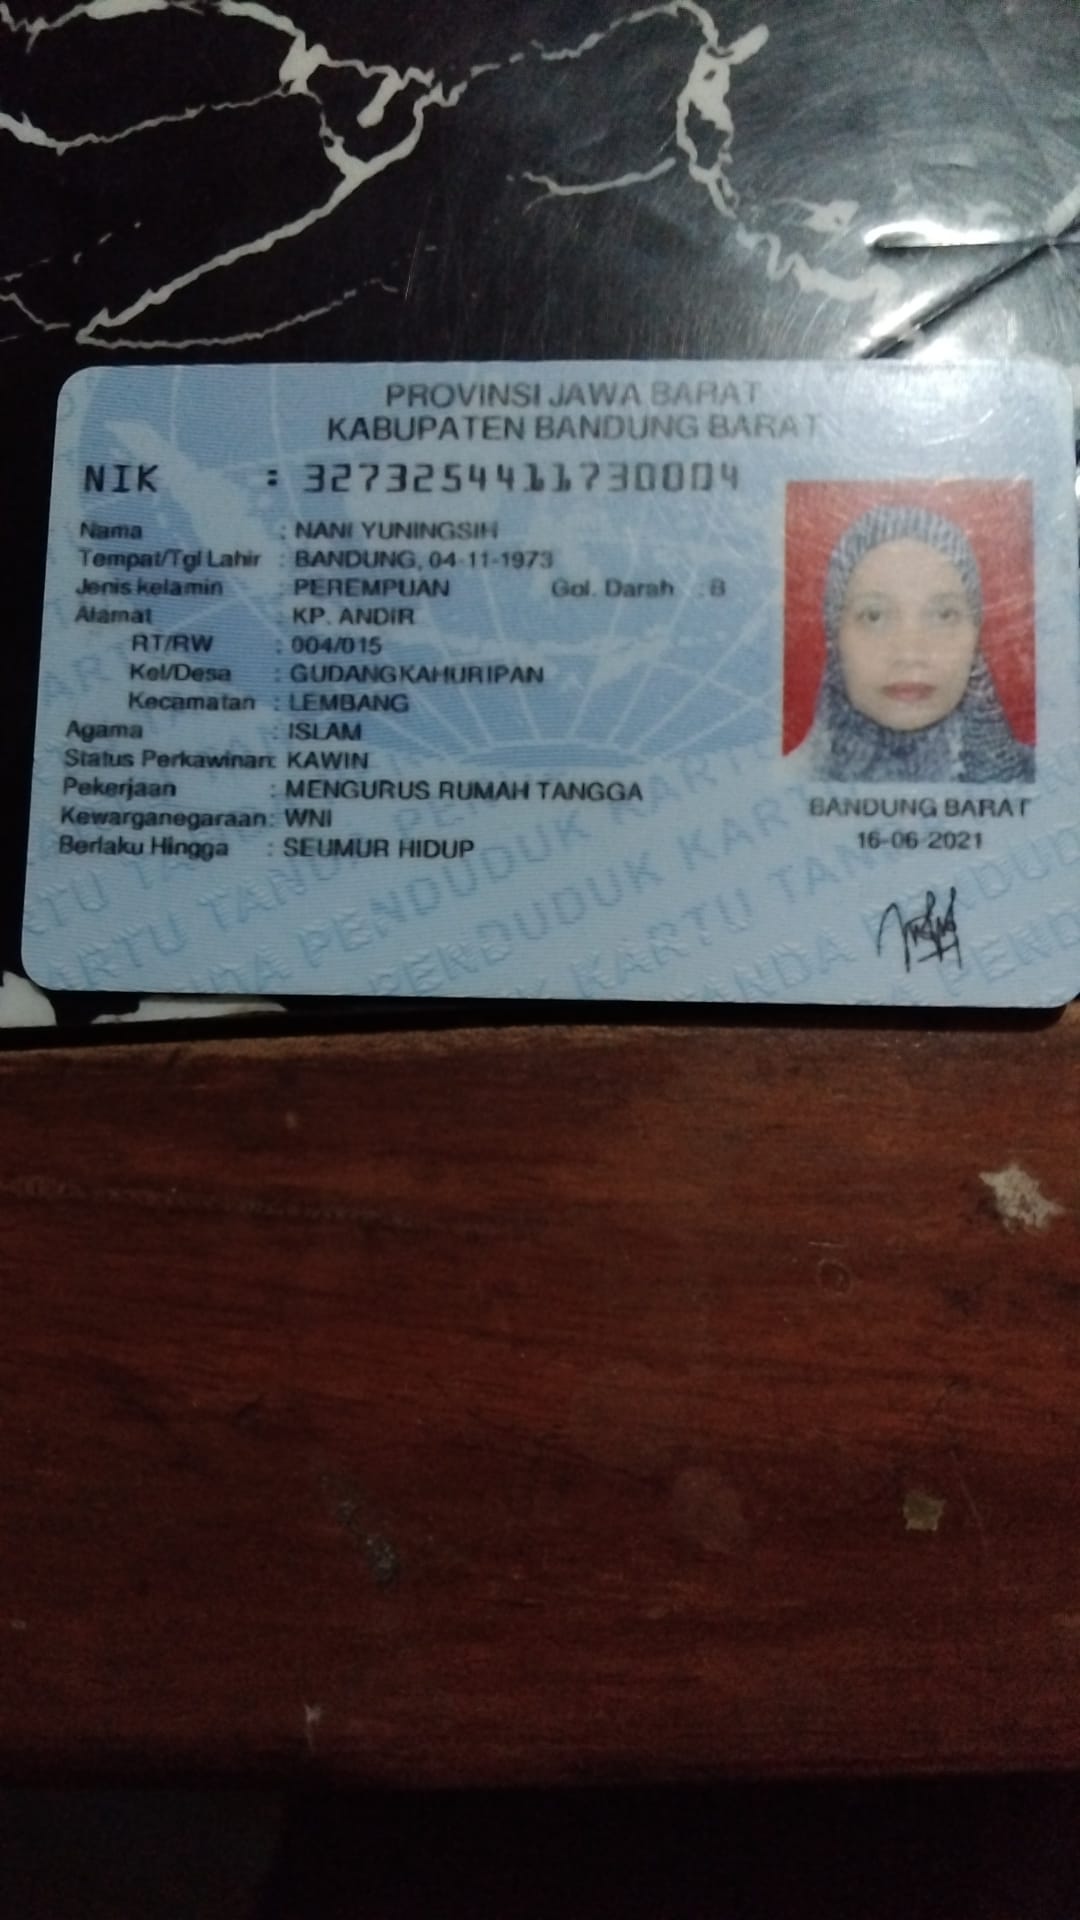 PROVINSI JAWA BARAT
KABUPATEN BANDUNG BARAT
NIK : 3273254411730004
Nama : NANI YUNINGSIH
Tempat/Tgl Lahir : BANDUNG, 04-11-1973
Jenis kelamin : PEREMPUAN Gol. Darah : B
Alamat : KP. ANDIR
RT/RW : 004/015
Kel/Desa : GUDANGKAHURIPAN
Kecamatan : LEMBANG
Agama : ISLAM
Status Perkawinan: KAWIN
Pekerjaan : MENGURUS RUMAH TANGGA
Kewarganegaraan: WNI
Berlaku Hingga : SEUMUR HIDUP
BANDUNG BARAT
16-06-2021